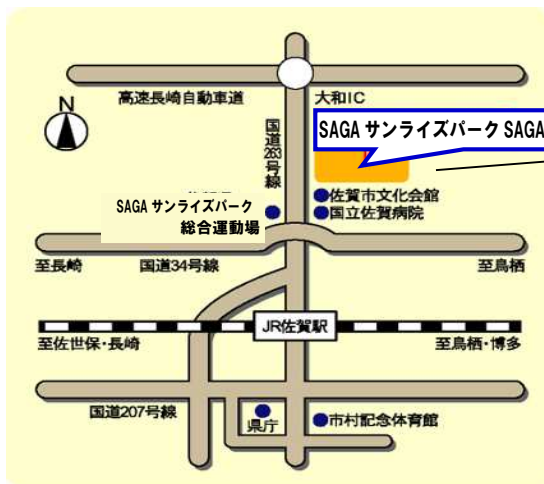 高速長崎自動車道
大和IC
N
国道263号線
SAGA サンライズパーク SAGA
佐賀市文化会館
国立佐賀病院
SAGA サンライズパーク
総合運動場
至長崎
国道34号線
至鳥栖
JR佐賀駅
至佐世保・長崎
至鳥栖・博多
国道207号線
県庁
市村記念体育館